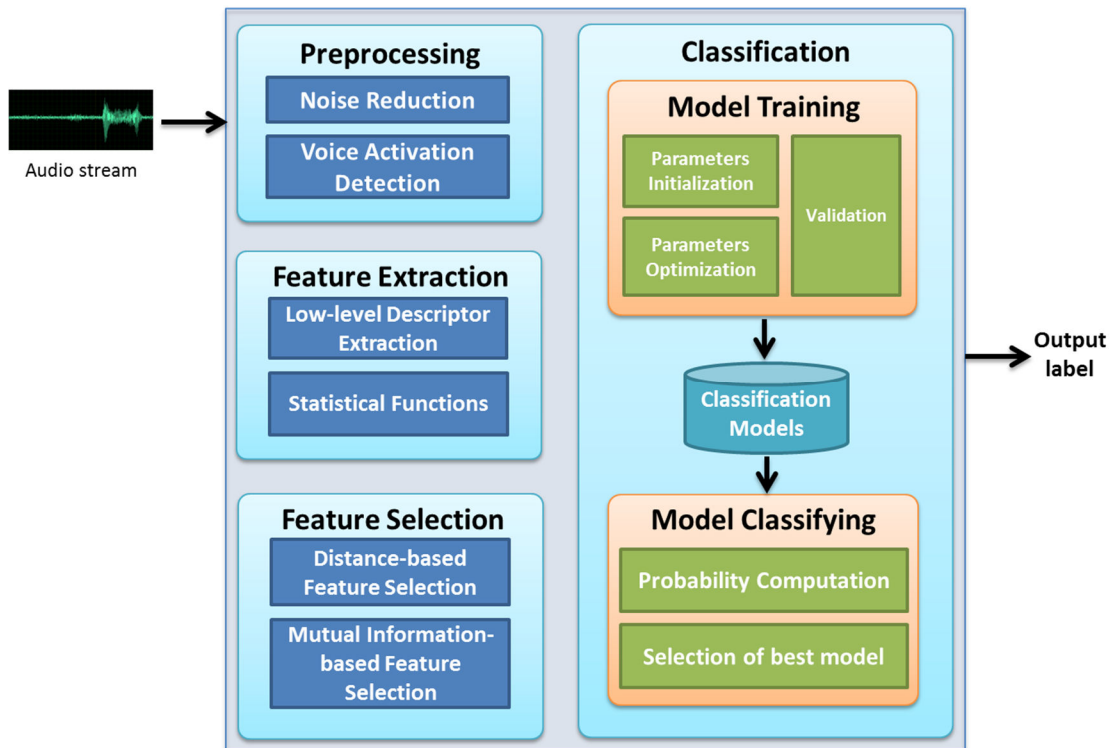 Audio stream
Preprocessing
Noise Reduction
Voice Activation
Detection
Feature Extraction
Low-level Descriptor
Extraction
Statistical Functions
Feature Selection
Distance-based
Feature Selection
Mutual Information-
based Feature
Selection
Classification
Model Training
Parameters
Initialization
Parameters
Optimization
Validation
Classification
Models
Model Classifying
Probability Computation
Selection of best model
Output
label